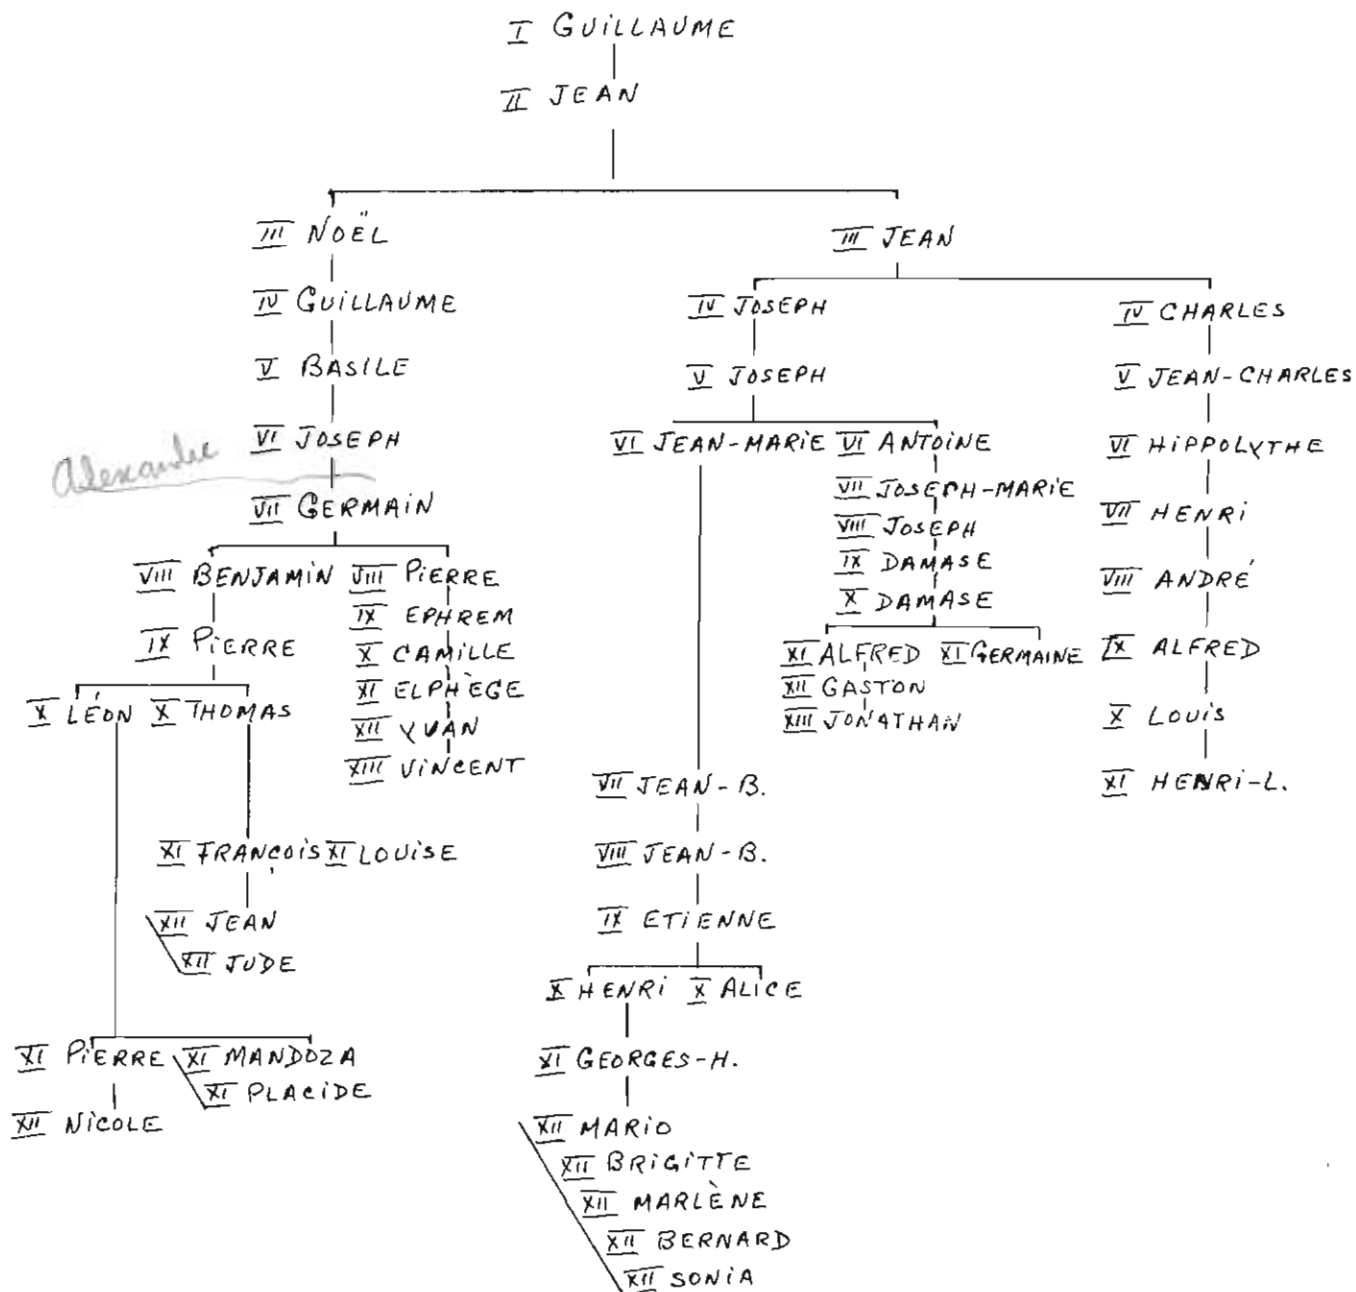 I GUILLAUME
II JEAN
III NOËL III JEAN
IV GUILLAUME IV JOSEPH IV CHARLES
V BASILE V JOSEPH V JEAN-CHARLES
VI JOSEPH VI JEAN-MARIE VI ANTOINE VI HIPPOLYTHE
Alexandre
VII GERMAIN VII JOSEPH-MARIE VII HENRI
VIII JOSEPH
VIII BENJAMIN VIII PIERRE IX DAMASE VIII ANDRÉ
IX EPHREM X DAMASE
IX PIERRE X CAMILLE XI ALFRED XI GERMAINE IX ALFRED
XI ELPHÈGE XII GASTON
X LÉON X THOMAS XII YVAN XIII JONATHAN X LOUIS
XIII VINCENT
VII JEAN-B. XI HENRI-L.
XI FRANÇOIS XI LOUISE VIII JEAN-B.
XII JEAN IX ETIENNE
XII JUDE
X HENRI X ALICE
XI PIERRE XI MANDOZA XI GEORGES-H.
XI PLACIDE
XII NICOLE XII MARIO
XII BRIGITTE
XII MARLÈNE
XII BERNARD
XII SONIA